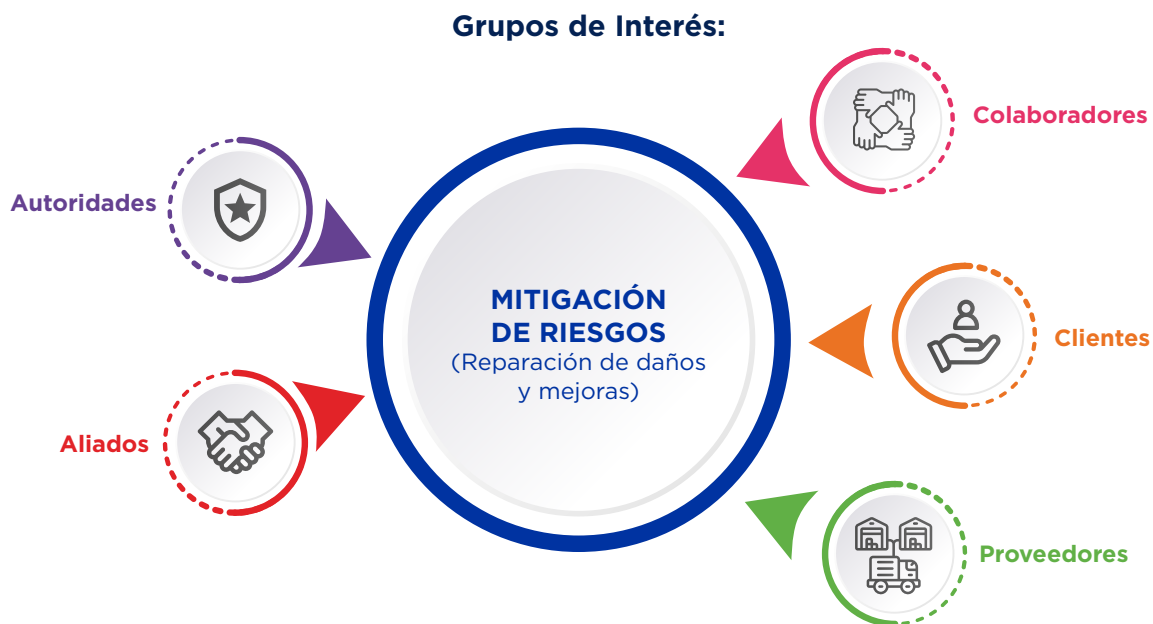 Grupos de Interés:
Colaboradores
Autoridades
MITIGACIÓN
DE RIESGOS
(Reparación de daños
y mejoras)
Clientes
Aliados
Proveedores